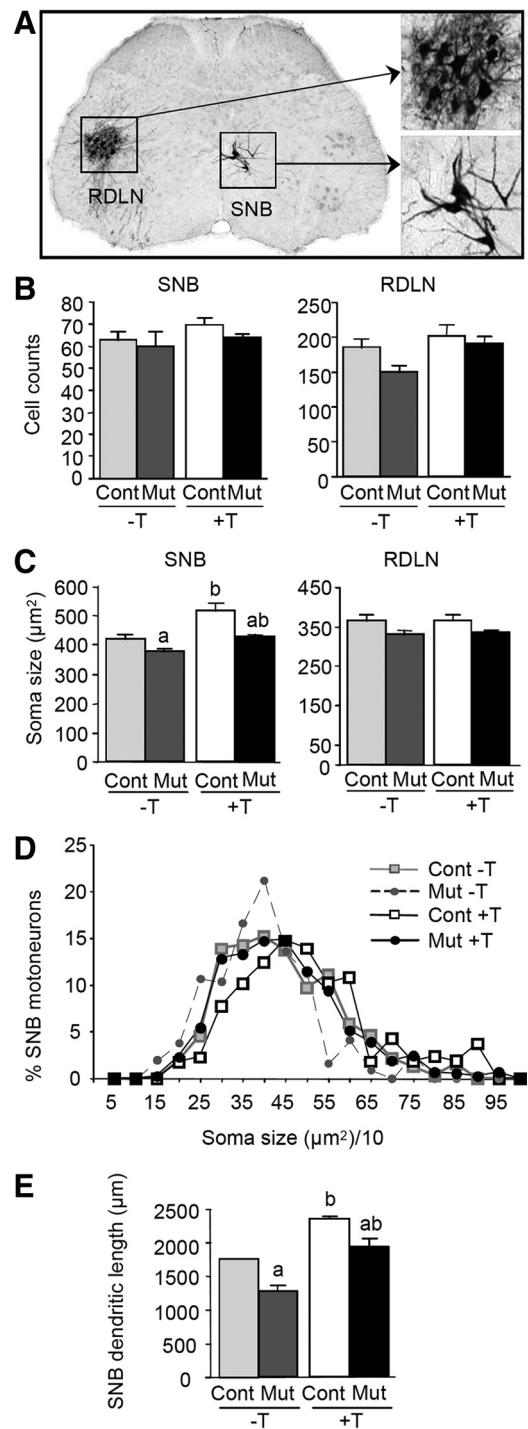 A
RDLN
SNB
B
SNB
RDLN
Cell counts
80
70
60
50
40
30
20
10
0
Cont Mut
Cont Mut
-T
+T
250
200
150
100
50
0
Cont Mut
Cont Mut
-T
+T
C
SNB
RDLN
Soma size (µm²)
600
500
400
300
200
100
0
a
b
ab
Cont Mut
Cont Mut
-T
+T
450
350
250
150
50
0
Cont Mut
Cont Mut
-T
+T
D
% SNB motoneurons
25
20
15
10
5
0
Cont -T
Mut -T
Cont +T
Mut +T
5 15 25 35 45 55 65 75 85 95
Soma size (µm²)/10
E
SNB dendritic length (µm)
2500
2000
1500
1000
500
0
a
b
ab
Cont Mut
Cont Mut
-T
+T